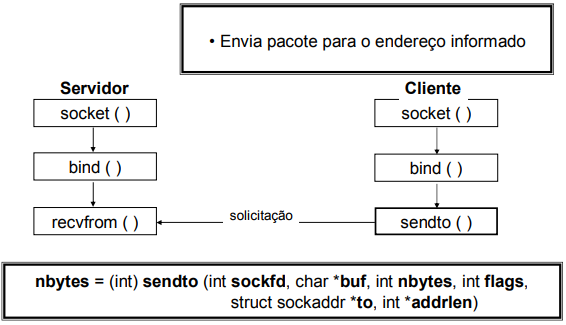 • Envia pacote para o endereço informado
Servidor
Cliente
socket ( )
socket ( )
bind ( )
bind ( )
recvfrom ( )
solicitação
sendto ( )
nbytes = (int) sendto (int sockfd, char *buf, int nbytes, int flags,
struct sockaddr *to, int *addrlen)